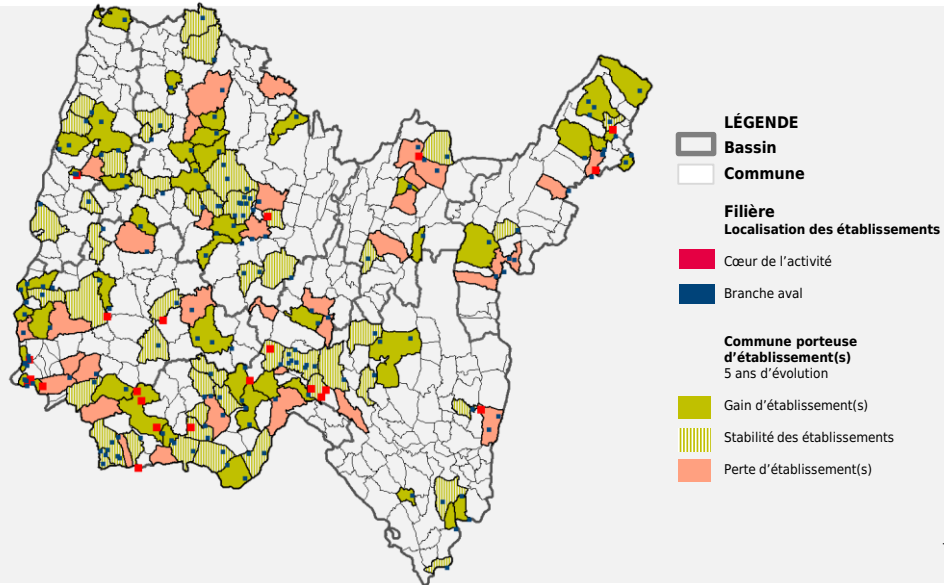 LÉGENDE
Bassin
Commune
Filière
Localisation des établissements
Cœur de l’activité
Branche aval
Commune porteuse
d’établissement(s)
5 ans d’évolution
Gain d’établissement(s)
Stabilité des établissements
Perte d’établissement(s)